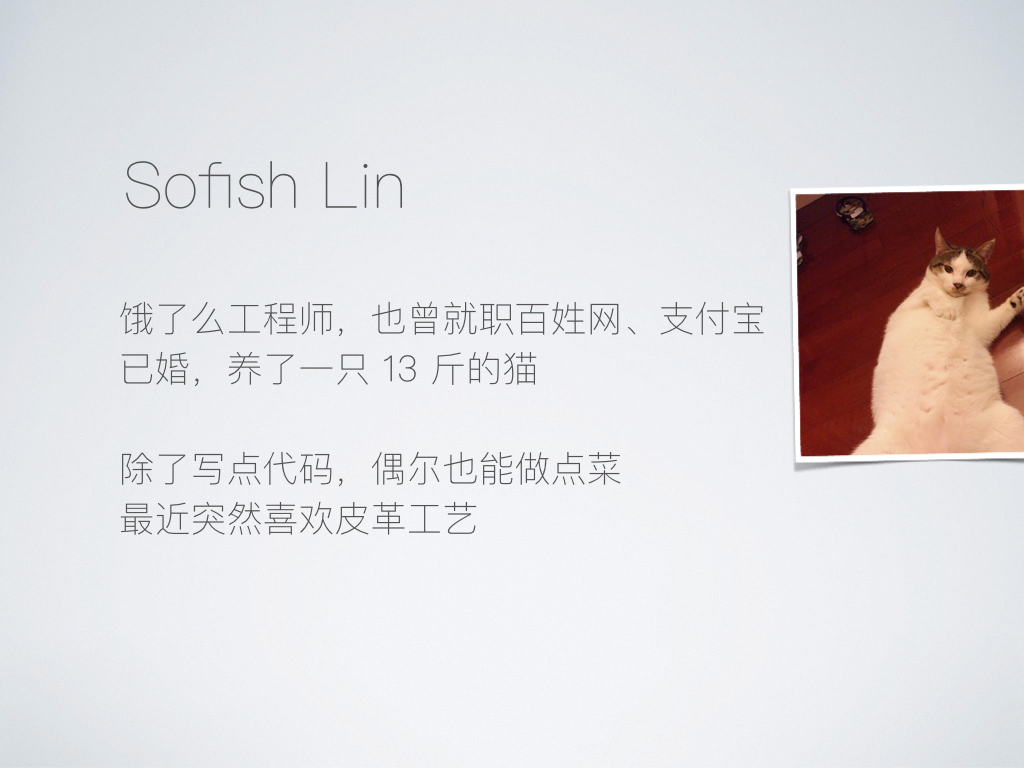 Sofish Lin
饿了么工程师，也曾就职百姓网、支付宝
已婚，养了一只 13 斤的猫
除了写点代码，偶尔也能做点菜
最近突然喜欢皮革工艺